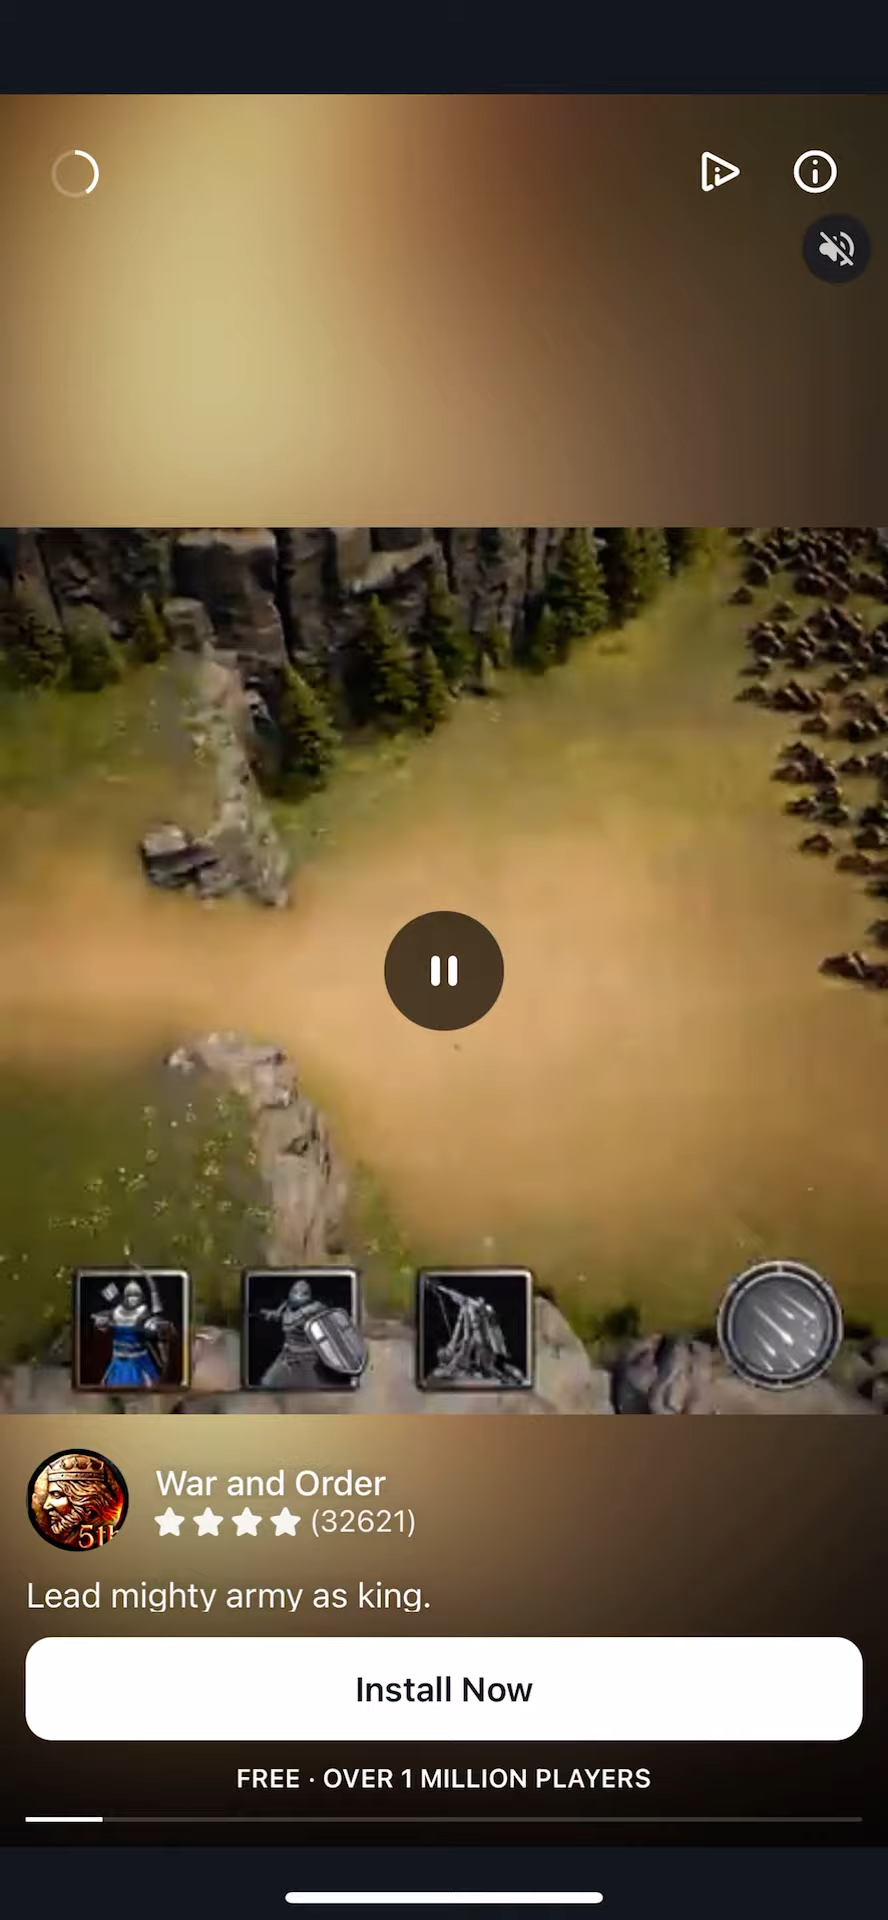 War and Order
(32621)
Lead mighty army as king.
Install Now
FREE · OVER 1 MILLION PLAYERS